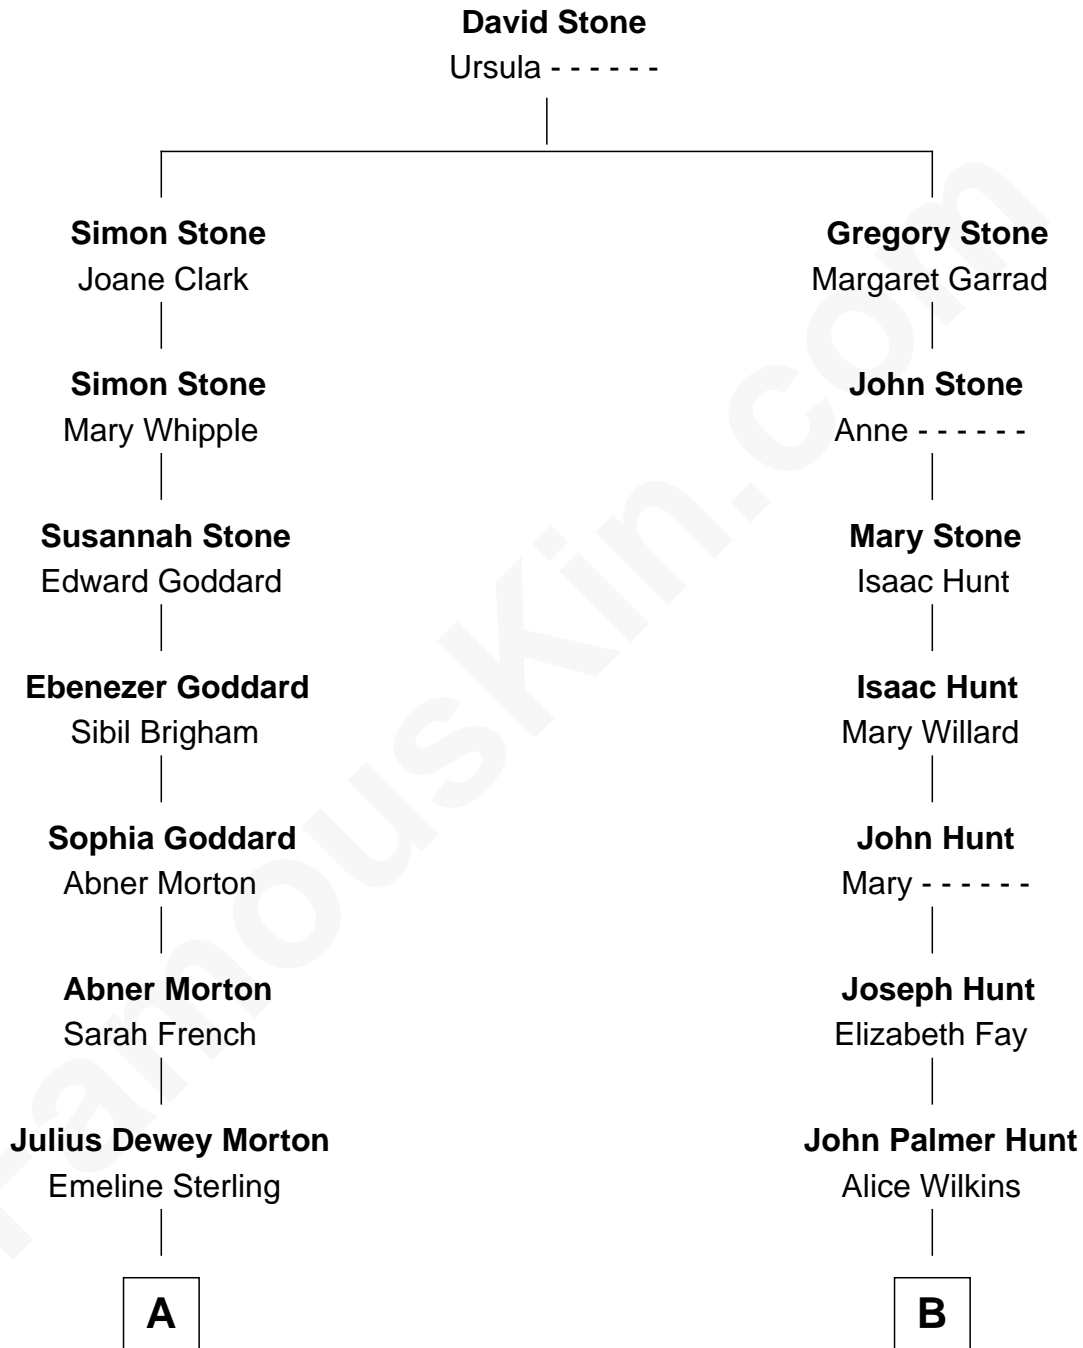 David Stone
Ursula - - - - - -
Simon Stone
Joane Clark
Gregory Stone
Margaret Garrad
Simon Stone
Mary Whipple
John Stone
Anne - - - - - -
Susannah Stone
Edward Goddard
Mary Stone
Isaac Hunt
Ebenezer Goddard
Sibil Brigham
Isaac Hunt
Mary Willard
Sophia Goddard
Abner Morton
John Hunt
Mary - - - - - -
Abner Morton
Sarah French
Joseph Hunt
Elizabeth Fay
Julius Dewey Morton
Emeline Sterling
John Palmer Hunt
Alice Wilkins
A
B
FamousKin.com